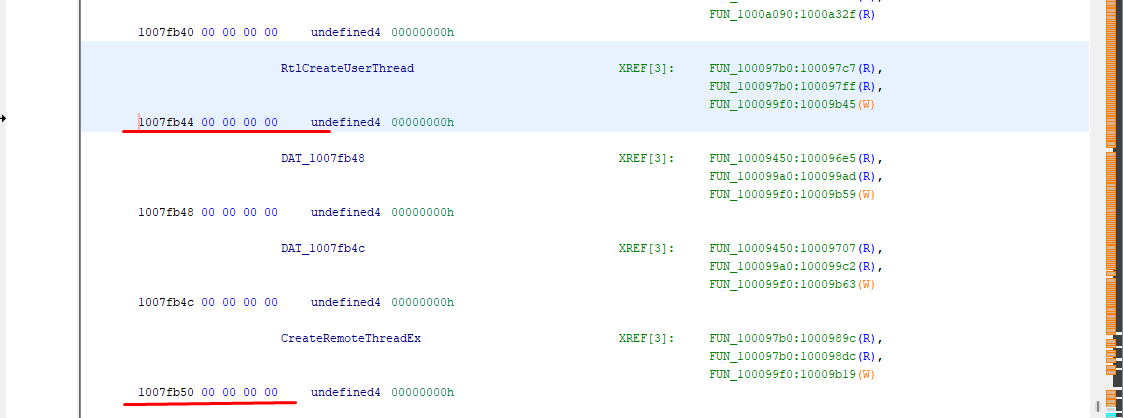 FUN_1000a090:1000a32f(R)
1007fb40 00 00 00 00 undefined4 00000000h
RtlCreateUserThread XREF[3]: FUN_100097b0:100097c7(R),
FUN_100097b0:100097ff(R),
FUN_100099f0:10009b45(W)
1007fb44 00 00 00 00 undefined4 00000000h
DAT_1007fb48 XREF[3]: FUN_10009450:100096e5(R),
FUN_100099a0:100099ad(R),
FUN_100099f0:10009b59(W)
1007fb48 00 00 00 00 undefined4 00000000h
DAT_1007fb4c XREF[3]: FUN_10009450:10009707(R),
FUN_100099a0:100099c2(R),
FUN_100099f0:10009b63(W)
1007fb4c 00 00 00 00 undefined4 00000000h
CreateRemoteThreadEx XREF[3]: FUN_100097b0:1000989c(R),
FUN_100097b0:100098dc(R),
FUN_100099f0:10009b19(W)
1007fb50 00 00 00 00 undefined4 00000000h